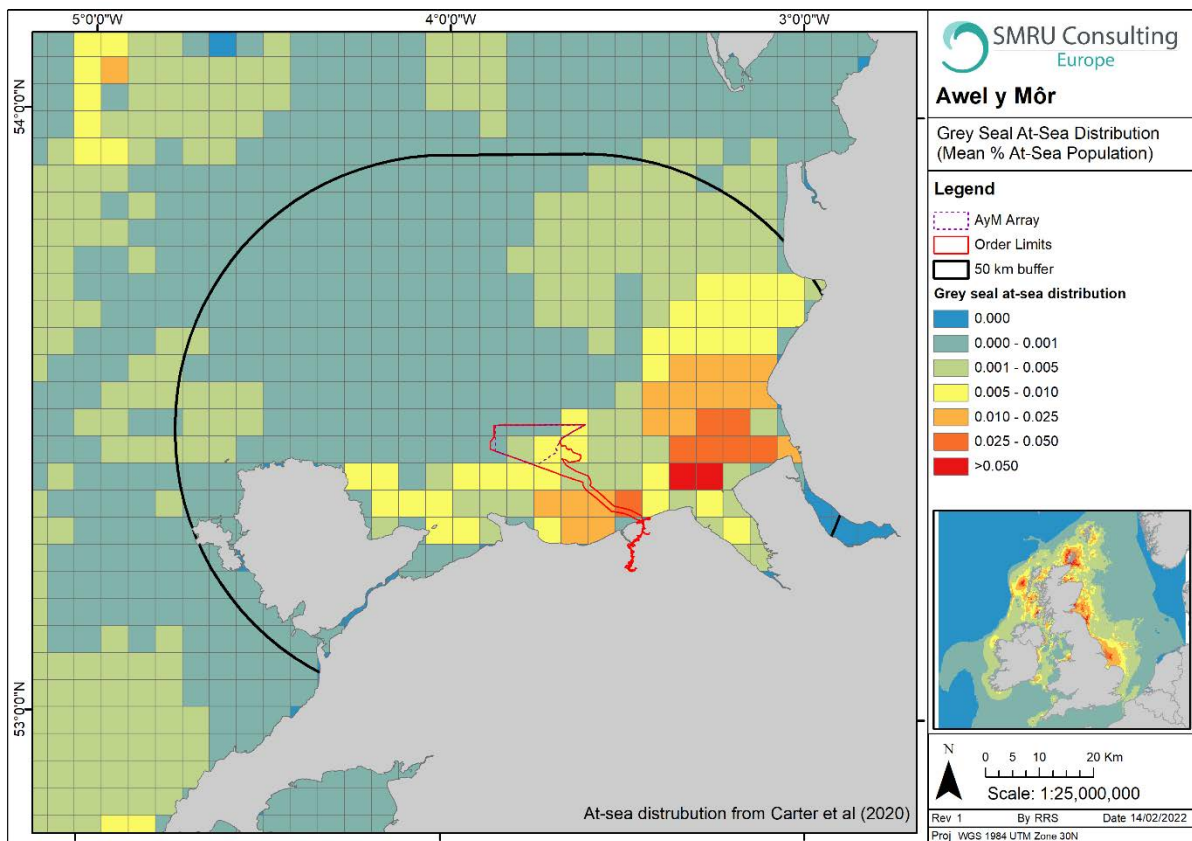 5°0'0"W
4°0'0"W
3°0'0"W
54°0'0"N
53°0'0"N
At-sea distrubution from Carter et al (2020)
SMRU Consulting
Europe
Awel y Môr
Grey Seal At-Sea Distribution
(Mean % At-Sea Population)
Legend
AyM Array
Order Limits
50 km buffer
Grey seal at-sea distribution
0.000
0.000 - 0.001
0.001 - 0.005
0.005 - 0.010
0.010 - 0.025
0.025 - 0.050
>0.050
N
0 5 10 20 Km
Scale: 1:25,000,000
Rev 1 By RRS Date 14/02/2022
Proj WGS 1984 UTM Zone 30N